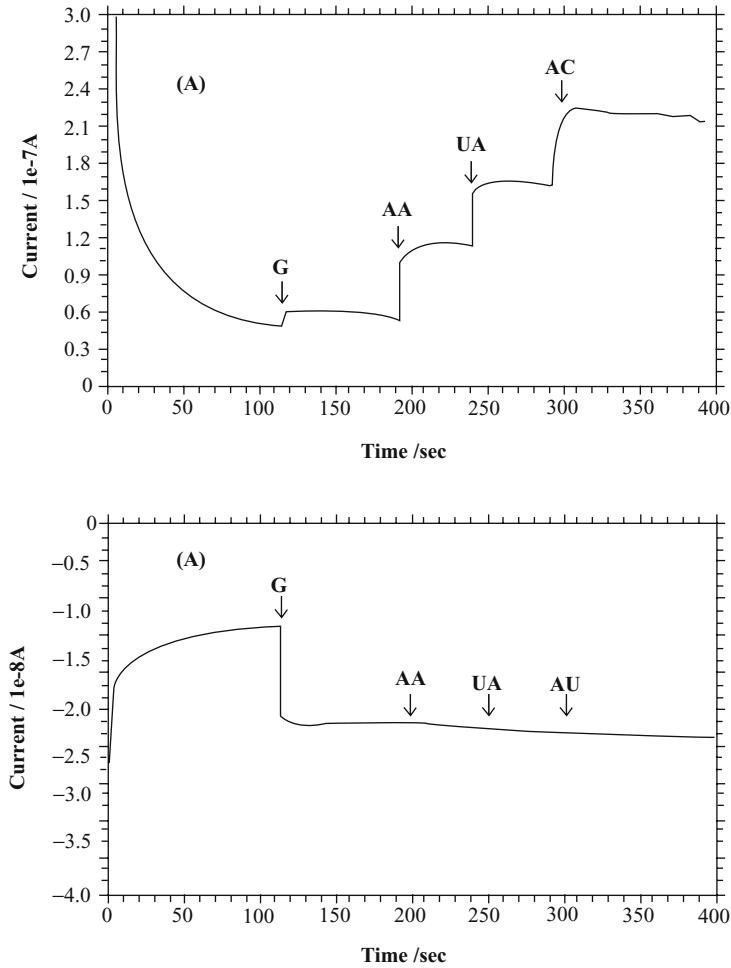 3.0
2.7
2.4
2.1
1.8
1.5
1.2
0.9
0.6
0.3
0
Current / 1e-7A
(A)
G
AA
UA
AC
0 50 100 150 200 250 300 350 400
Time /sec
0
−0.5
−1.0
−1.5
−2.0
−2.5
−3.0
−3.5
−4.0
Current / 1e-8A
(A)
G
AA
UA
AU
0 50 100 150 200 250 300 350 400
Time /sec